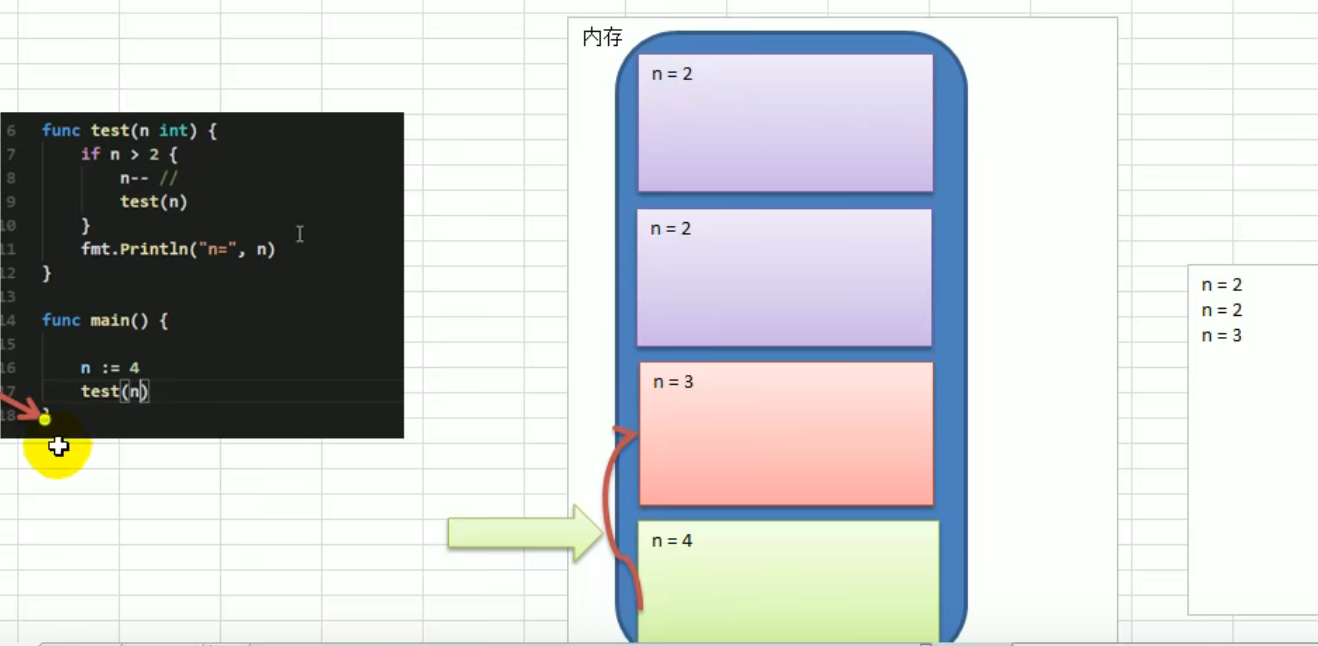 6 func test(n int) {
7 if n > 2 {
8 n-- //
9 test(n)
10 }
11 fmt.Println("n=", n)
12 }
13
14 func main() {
15
16 n := 4
17 test(n)
18 }
内存
n = 2
n = 2
n = 3
n = 4
n = 2
n = 2
n = 3